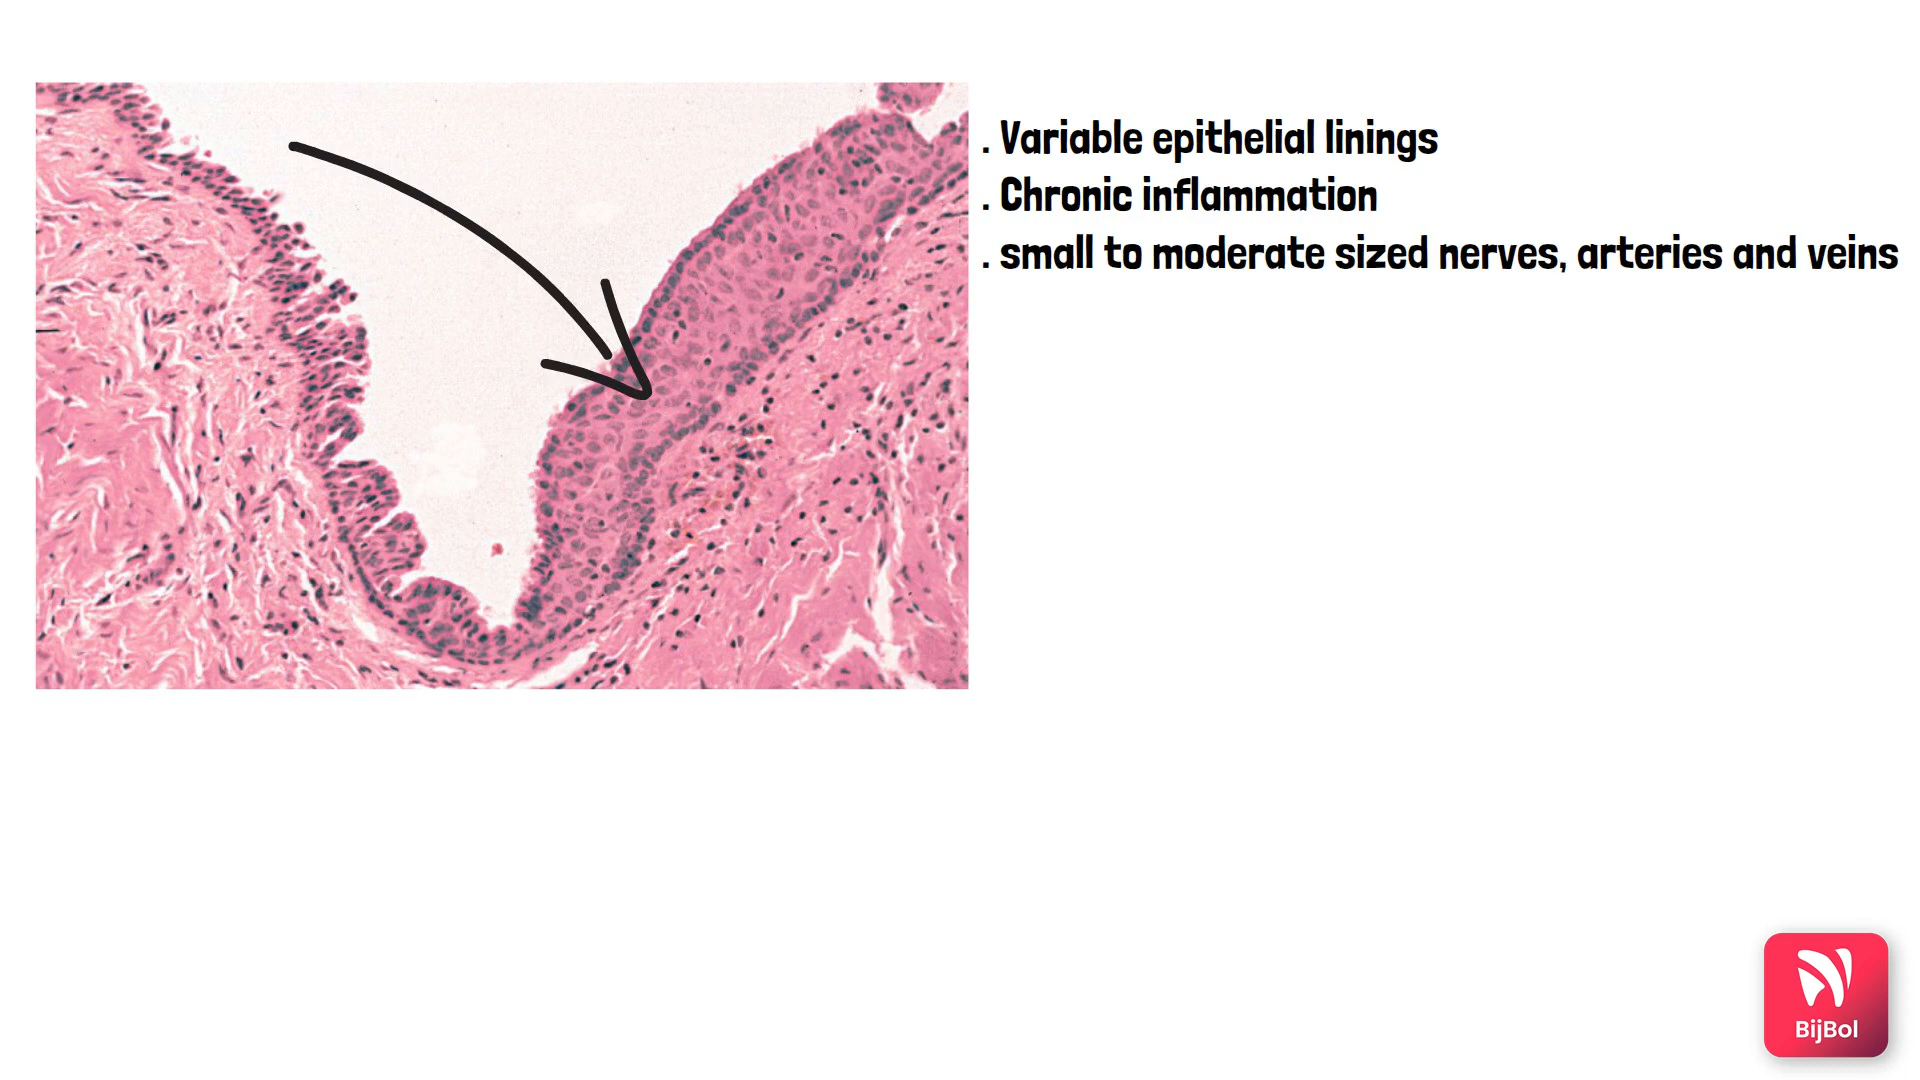 . Variable epithelial linings
. Chronic inflammation
. small to moderate sized nerves, arteries and veins
BijBol